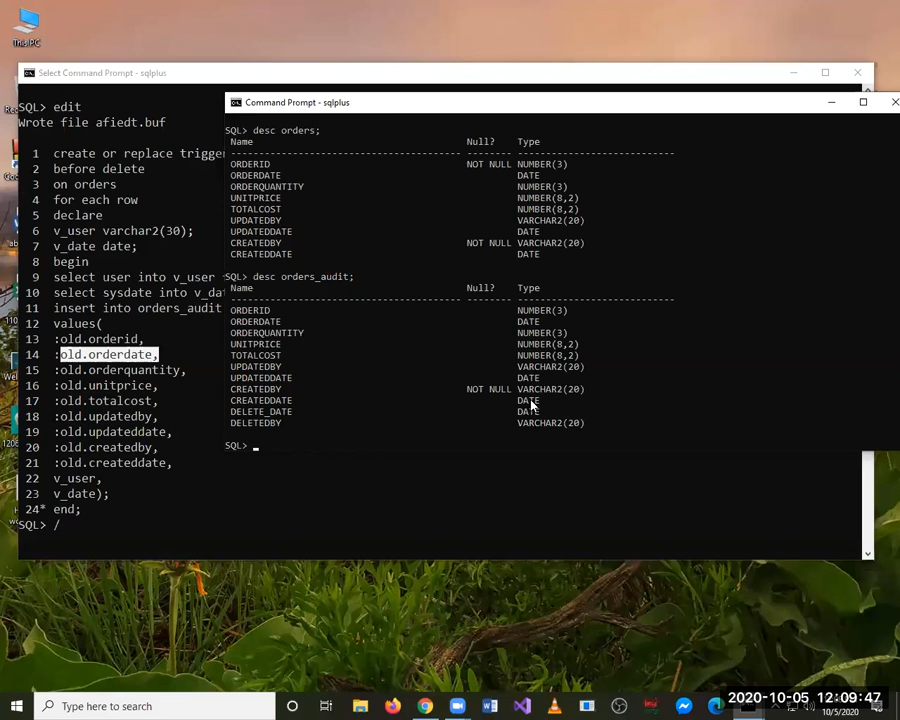 This PC
Select Command Prompt - sqlplus
SQL> edit
Wrote file afiedt.buf
1 create or replace trigger
2 before delete
3 on orders
4 for each row
5 declare
6 v_user varchar2(30);
7 v_date date;
8 begin
9 select user into v_user
10 select sysdate into v_dat
11 insert into orders_audit
12 values(
13 :old.orderid,
14 :old.orderdate,
15 :old.orderquantity,
16 :old.unitprice,
17 :old.totalcost,
18 :old.updatedby,
19 :old.updateddate,
20 :old.createdby,
21 :old.createddate,
22 v_user,
23 v_date);
24* end;
SQL> /
Command Prompt - sqlplus
SQL> desc orders;
Name Null? Type
ORDERID NOT NULL NUMBER(3)
ORDERDATE DATE
ORDERQUANTITY NUMBER(3)
UNITPRICE NUMBER(8,2)
TOTALCOST NUMBER(8,2)
UPDATEDBY VARCHAR2(20)
UPDATEDDATE DATE
CREATEDBY NOT NULL VARCHAR2(20)
CREATEDDATE DATE
SQL> desc orders_audit;
Name Null? Type
ORDERID NUMBER(3)
ORDERDATE DATE
ORDERQUANTITY NUMBER(3)
UNITPRICE NUMBER(8,2)
TOTALCOST NUMBER(8,2)
UPDATEDBY VARCHAR2(20)
UPDATEDDATE DATE
CREATEDBY NOT NULL VARCHAR2(20)
CREATEDDATE DATE
DELETE_DATE DATE
DELETEDBY VARCHAR2(20)
SQL>
Type here to search
2020-10-05 12:09:47
10/5/2020